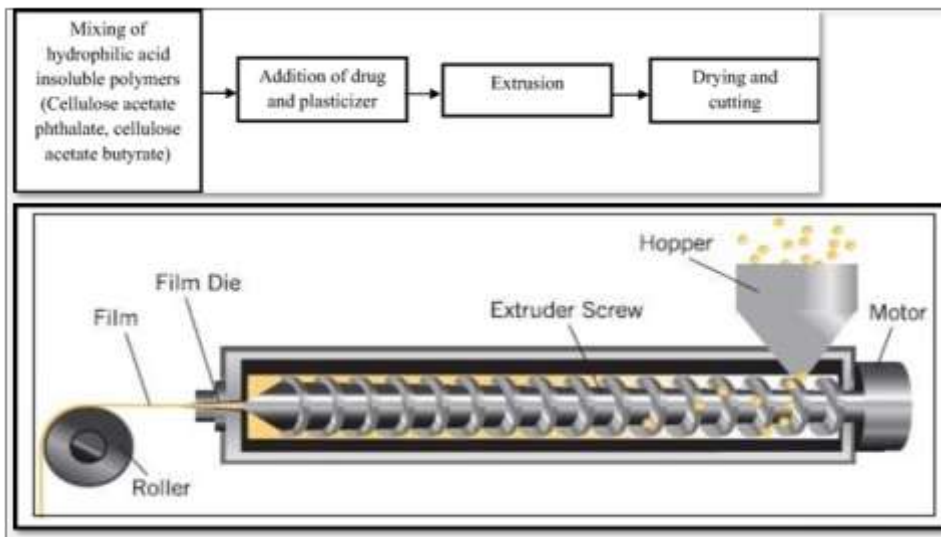 Mixing of
hydrophilic acid
insoluble polymers
(Cellulose acetate
phthalate, cellulose
acetate butyrate)
Addition of drug
and plasticizer
Extrusion
Drying and
cutting
Hopper
Film Die
Film
Extruder Screw
Motor
Roller